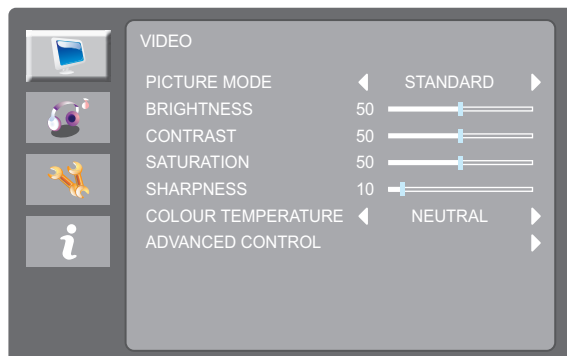 VIDEO
PICTURE MODE STANDARD
BRIGHTNESS 50
CONTRAST 50
SATURATION 50
SHARPNESS 10
COLOUR TEMPERATURE NEUTRAL
ADVANCED CONTROL
i